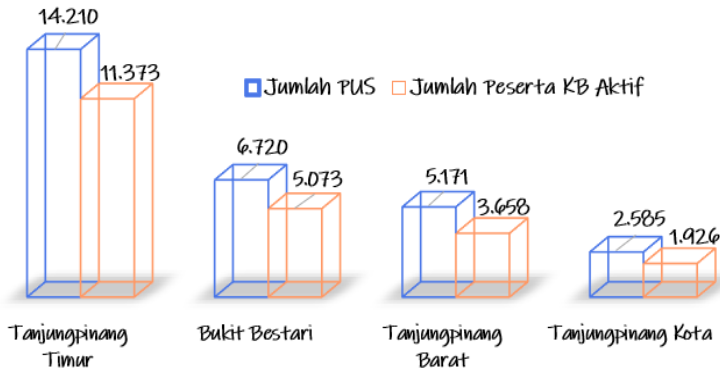 14.210
11.373
Jumlah PUS
Jumlah Peserta KB Aktif
6.720
5.073
5.171
3.658
2.585
1.926
Tanjungpinang
Timur
Bukit Bestari
Tanjungpinang
Barat
Tanjungpinang Kota